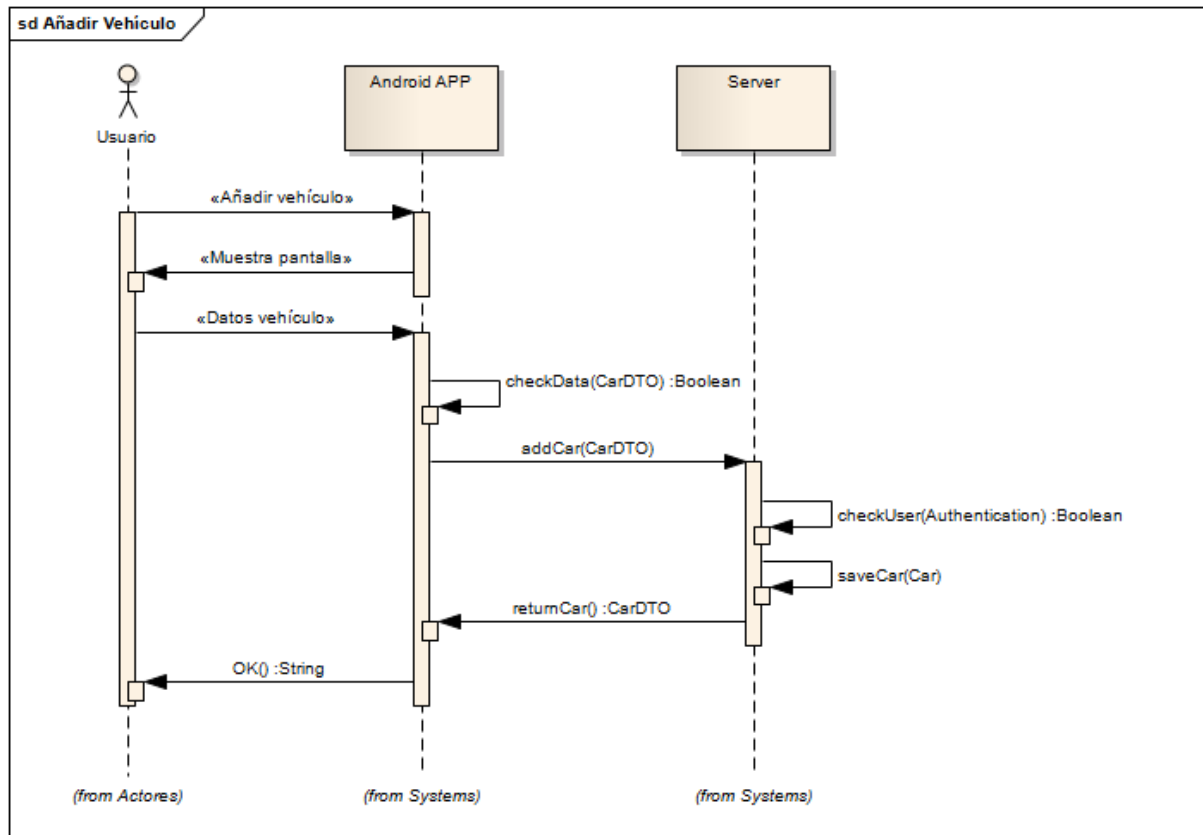 sd Añadir Vehículo
Usuario
Android APP
Server
«Añadir vehículo»
«Muestra pantalla»
«Datos vehículo»
checkData(CarDTO) :Boolean
addCar(CarDTO)
checkUser(Authentication) :Boolean
saveCar(Car)
returnCar() :CarDTO
OK() :String
(from Actores)
(from Systems)
(from Systems)